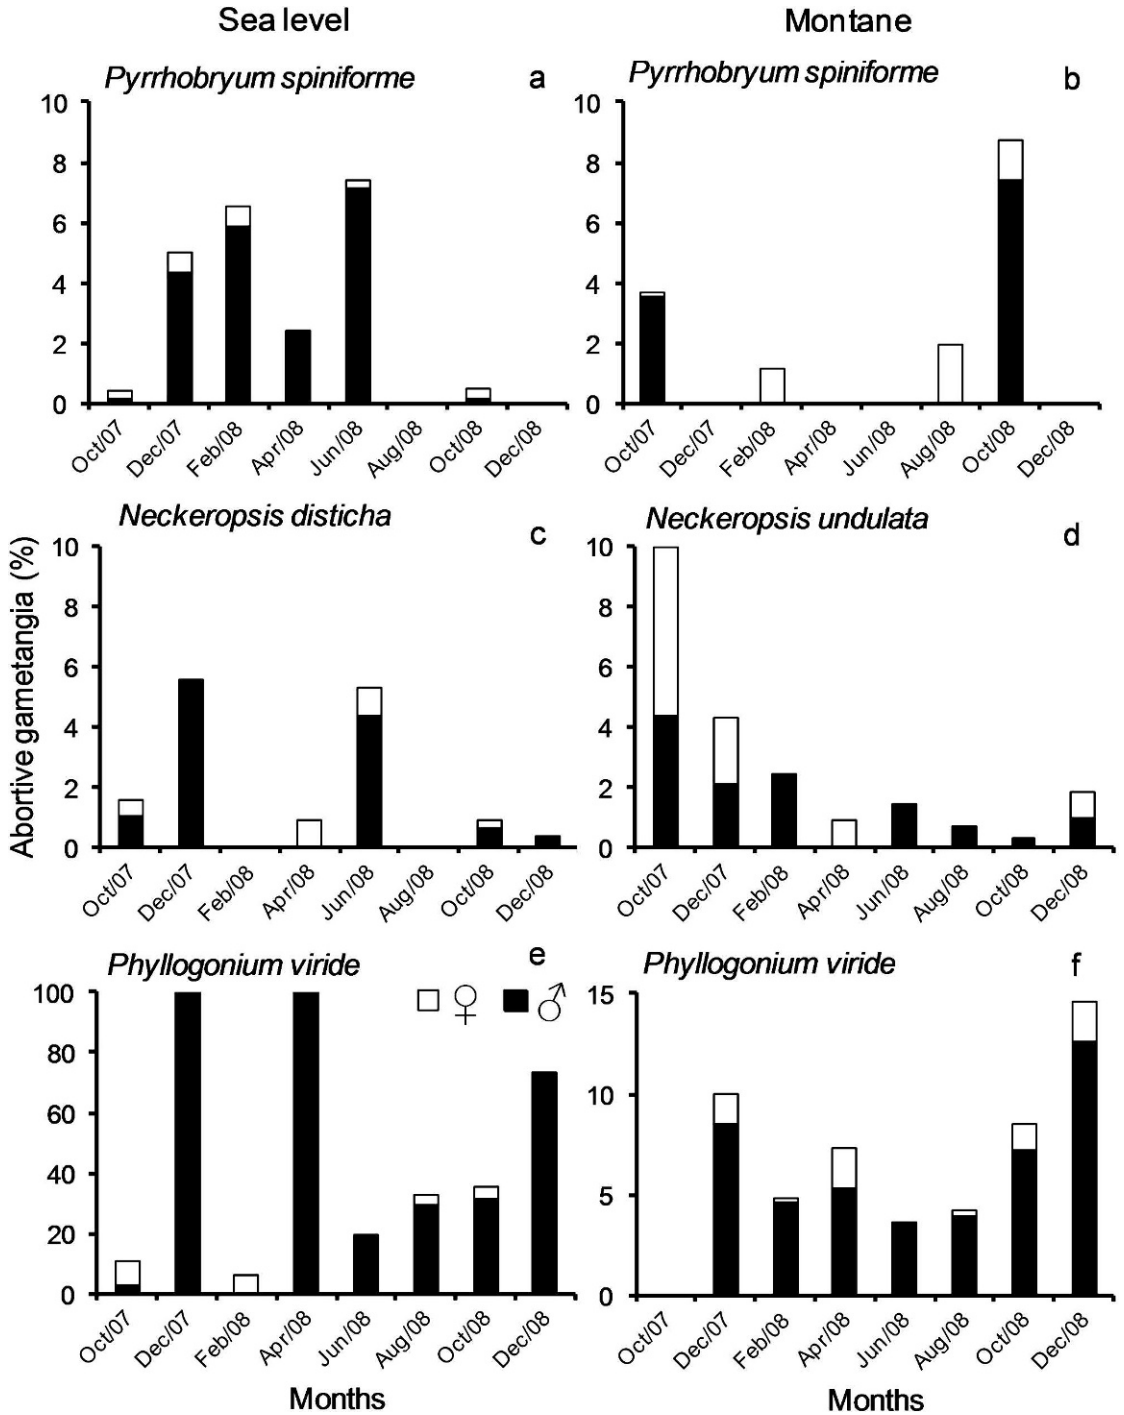 Sea level
Montane
Pyrrhobryum spiniforme a
10
8
6
4
2
0
Oct/07 Dec/07 Feb/08 Apr/08 Jun/08 Aug/08 Oct/08 Dec/08
Pyrrhobryum spiniforme b
10
8
6
4
2
0
Oct/07 Dec/07 Feb/08 Apr/08 Jun/08 Aug/08 Oct/08 Dec/08
Abortive gametangia (%)
Neckeropsis disticha c
10
8
6
4
2
0
Oct/07 Dec/07 Feb/08 Apr/08 Jun/08 Aug/08 Oct/08 Dec/08
Neckeropsis undulata d
10
8
6
4
2
0
Oct/07 Dec/07 Feb/08 Apr/08 Jun/08 Aug/08 Oct/08 Dec/08
Phyllogonium viride e
♀ ♂
100
80
60
40
20
0
Oct/07 Dec/07 Feb/08 Apr/08 Jun/08 Aug/08 Oct/08 Dec/08
Months
Phyllogonium viride f
15
10
5
0
Oct/07 Dec/07 Feb/08 Apr/08 Jun/08 Aug/08 Oct/08 Dec/08
Months